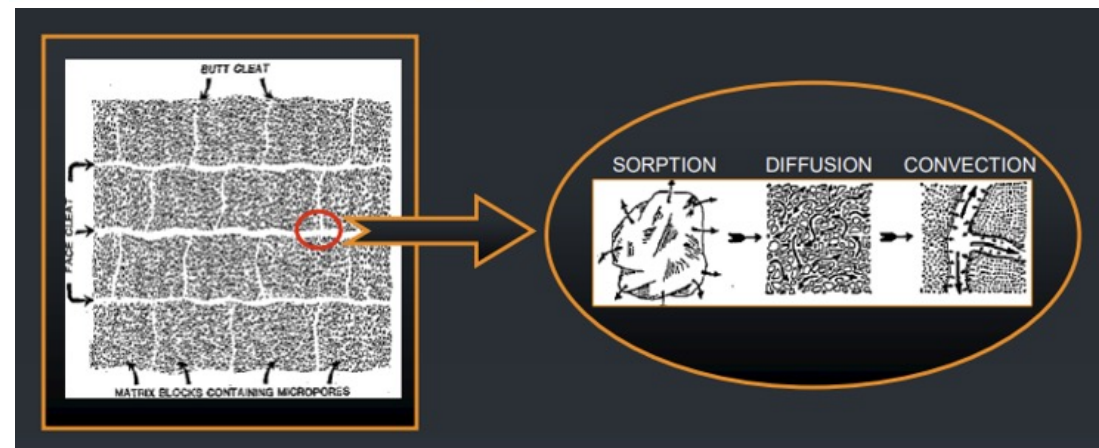 BUTT CLEAT
FACE CLEAT
MATRIX BLOCKS CONTAINING MICROPORES
SORPTION
DIFFUSION
CONVECTION